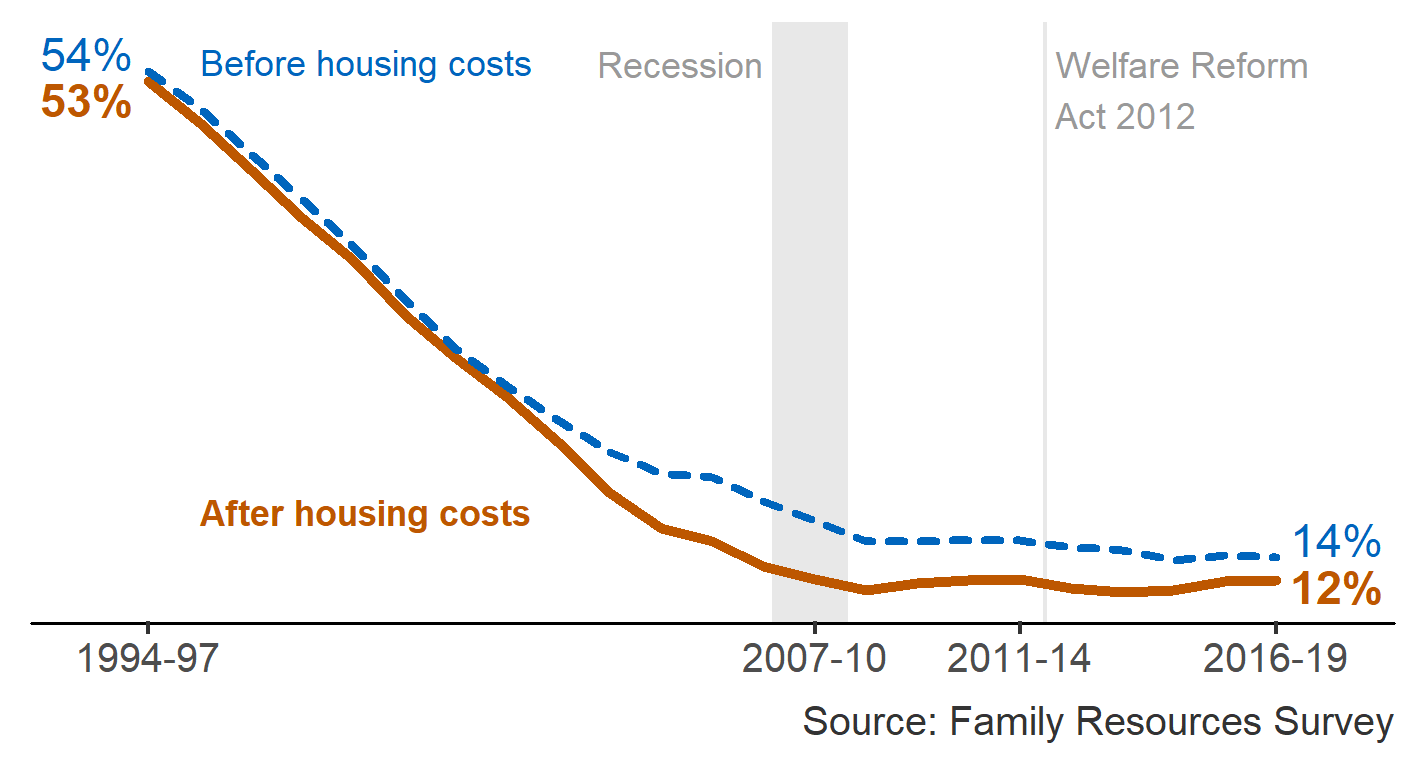 54%
53%
Before housing costs
Recession
Welfare Reform
Act 2012
After housing costs
14%
12%
1994-97
2007-10
2011-14
2016-19
Source: Family Resources Survey